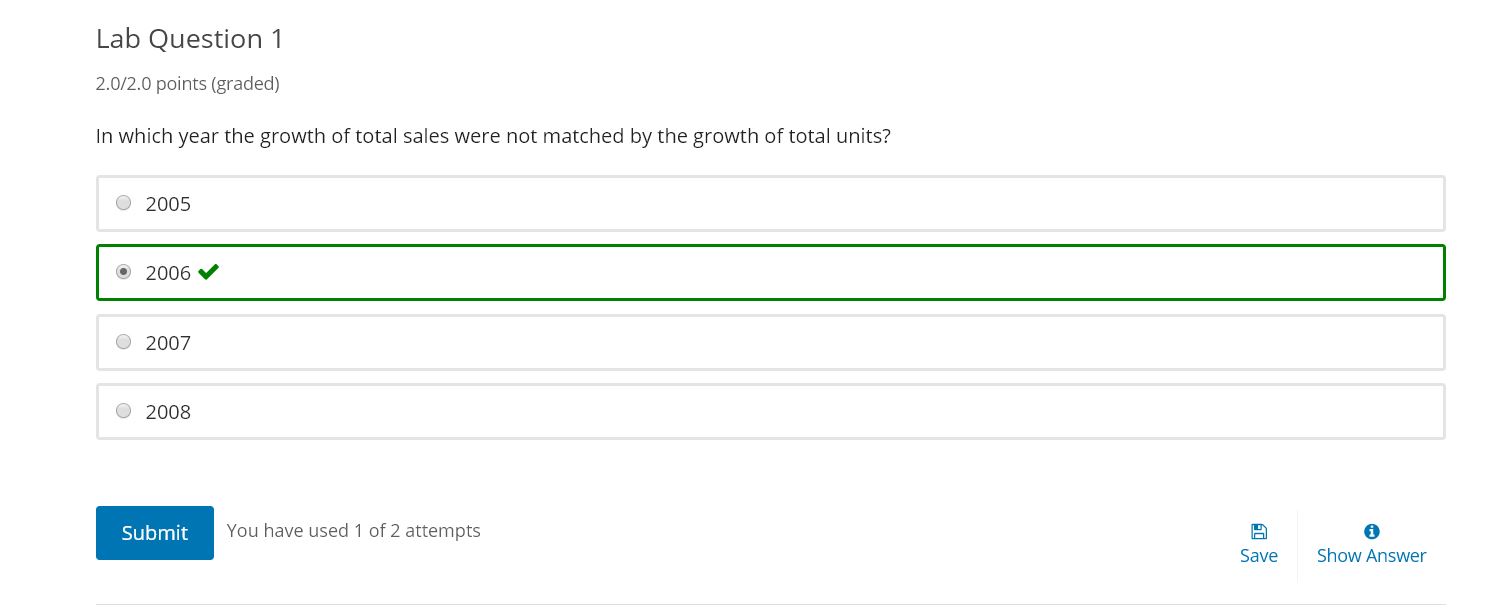 Lab Question 1
2.0/2.0 points (graded)
In which year the growth of total sales were not matched by the growth of total units?
2005
2006
2007
2008
Submit You have used 1 of 2 attempts
Save Show Answer